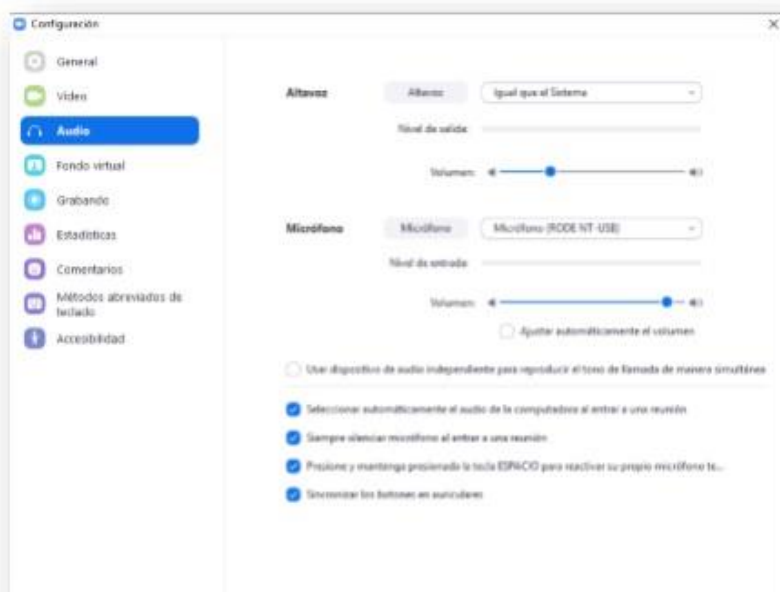 Configuración
General
Video
Audio
Fondo virtual
Grabando
Estadísticas
Comentarios
Métodos abreviados de
teclado
Accesibilidad
Altavoz Altavoz Igual que el Sistema
Nivel de salida
Volumen:
Micrófono Micrófono Micrófono (RODE NT-USB)
Nivel de entrada
Volumen:
Ajustar automáticamente el volumen
Usar dispositivo de audio independiente para reproducir el tono de llamada de manera simultánea
Seleccionar automáticamente el audio de la computadora al entrar a una reunión
Siempre silenciar micrófono al entrar a una reunión
Presione y mantenga presionado la tecla ESPACIO para reactivar su propio micrófono te...
Sincronizar los botones en auriculares